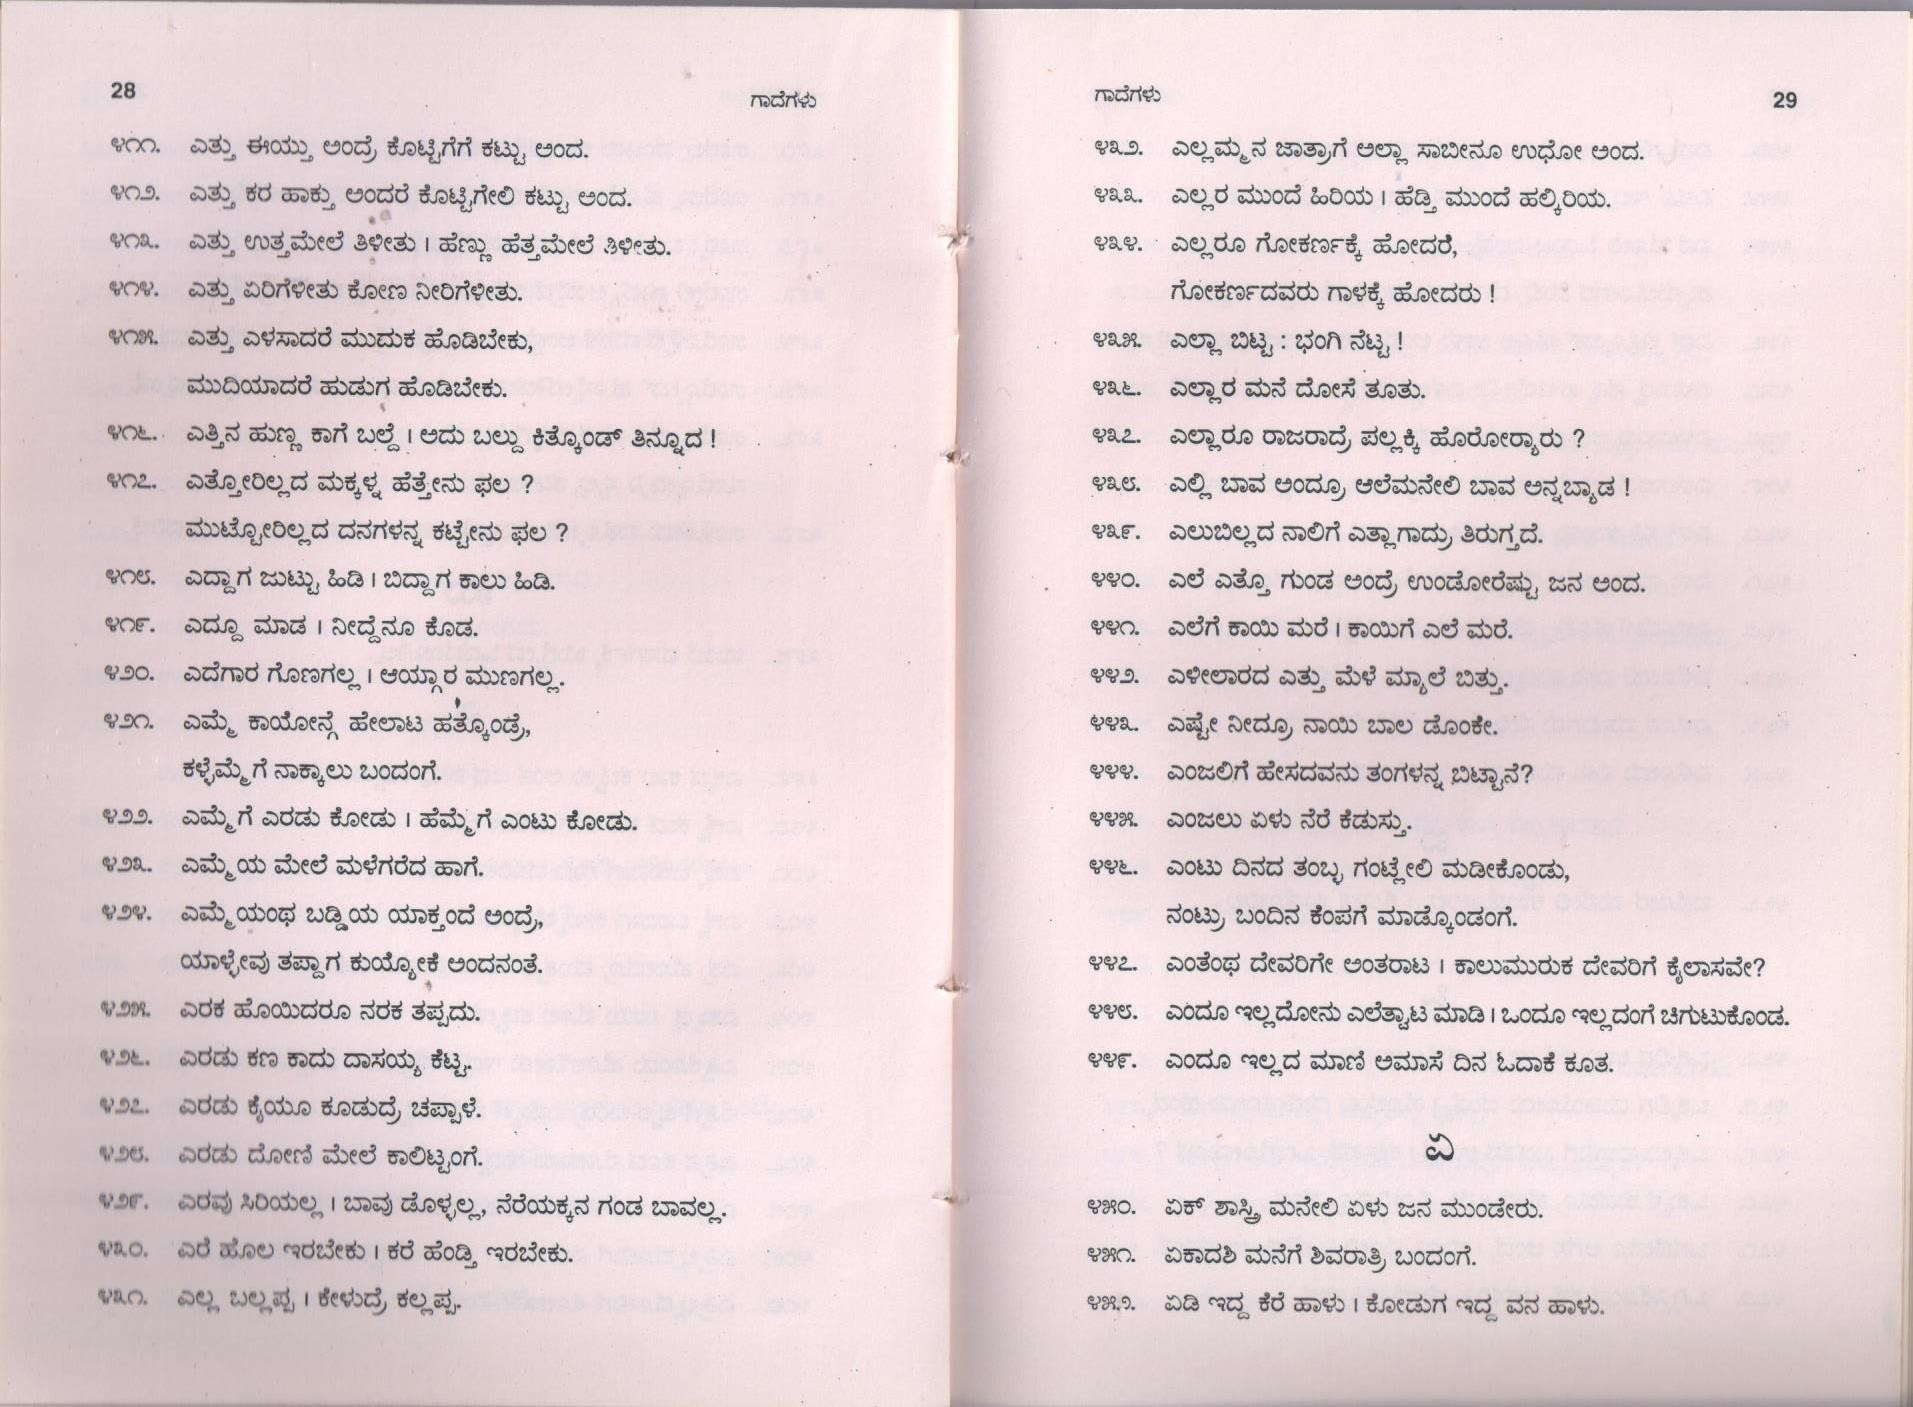 28
ಗಾದೆಗಳು
೪೧೧. ಎತ್ತು ಈಯ್ತು ಅಂದ್ರೆ ಕೊಟ್ಟಿಗೆಗೆ ಕಟ್ಟು ಅಂದ.
೪೧೨. ಎತ್ತು ಕರ ಹಾಕ್ತು ಅಂದರೆ ಕೊಟ್ಟಿಗೇಲಿ ಕಟ್ಟು ಅಂದ.
೪೧೩. ಎತ್ತು ಉತ್ತಮೇಲೆ ತಿಳೀತು । ಹೆಣ್ಣು ಹೆತ್ತಮೇಲೆ ತಿಳೀತು.
೪೧೪. ಎತ್ತು ಏರಿಗೆಳೀತು ಕೋಣ ನೀರಿಗೆಳೀತು.
೪೧೫. ಎತ್ತು ಎಳಸಾದರೆ ಮುದುಕ ಹೊಡಿಬೇಕು,
ಮುದಿಯಾದರೆ ಹುಡುಗ ಹೊಡಿಬೇಕು.
೪೧೬. ಎತ್ತಿನ ಹುಣ್ಣ ಕಾಗೆ ಬಲ್ದೆ । ಅದು ಬಲ್ದು ಕಿತ್ಕೊಂಡ್ ತಿನ್ನೂದ !
೪೧೭. ಎತ್ತೋರಿಲ್ಲದ ಮಕ್ಕಳ್ನ ಹೆತ್ತೇನು ಫಲ ?
ಮುಟ್ಟೋರಿಲ್ಲದ ದನಗಳನ್ನ ಕಟ್ಟೇನು ಫಲ ?
೪೧೮. ಎದ್ದಾಗ ಜುಟ್ಟು ಹಿಡಿ । ಬಿದ್ದಾಗ ಕಾಲು ಹಿಡಿ.
೪೧೯. ಎದ್ದೂ ಮಾಡ । ನೀದ್ದೆನೂ ಕೊಡ.
೪೨೦. ಎದೆಗಾರ ಗೊಣಗಲ್ಲ । ಆಯ್ಗಾರ ಮುಣಗಲ್ಲ.
೪೨೧. ಎಮ್ಮೆ ಕಾಯೋನ್ಗೆ ಹೇಲಾಟ ಹತ್ಕೊಂಡ್ರೆ,
ಕಳ್ಳೆಮ್ಮೆಗೆ ನಾಕ್ಕಾಲು ಬಂದಂಗೆ.
೪೨೨. ಎಮ್ಮೆಗೆ ಎರಡು ಕೋಡು । ಹೆಮ್ಮೆಗೆ ಎಂಟು ಕೋಡು.
೪೨೩. ಎಮ್ಮೆಯ ಮೇಲೆ ಮಳೆಗರೆದ ಹಾಗೆ.
೪೨೪. ಎಮ್ಮೆಯಂಥ ಬಡ್ಡಿಯ ಯಾಕ್ತಂದೆ ಅಂದ್ರೆ,
ಯಾಳ್ಳೇವು ತಪ್ದಾಗ ಕುಯ್ಯೋಕೆ ಅಂದನಂತೆ.
೪೨೫. ಎರಕ ಹೊಯಿದರೂ ನರಕ ತಪ್ಪದು.
೪೨೬. ಎರಡು ಕಣ ಕಾದು ದಾಸಯ್ಯ ಕೆಟ್ಟ.
೪೨೭. ಎರಡು ಕೈಯೂ ಕೂಡುದ್ರೆ ಚಪ್ಪಾಳೆ.
೪೨೮. ಎರಡು ದೋಣಿ ಮೇಲೆ ಕಾಲಿಟ್ಟಂಗೆ.
೪೨೯. ಎರವು ಸಿರಿಯಲ್ಲ । ಬಾವು ಡೊಳ್ಳಲ್ಲ, ನೆರೆಯಕ್ಕನ ಗಂಡ ಬಾವಲ್ಲ.
೪೩೦. ಎರೆ ಹೊಲ ಇರಬೇಕು । ಕರೆ ಹೆಂಡ್ತಿ ಇರಬೇಕು.
೪೩೧. ಎಲ್ಲ ಬಲ್ಲಪ್ಪ । ಕೇಳುದ್ರೆ ಕಲ್ಲಪ್ಪ.
ಗಾದೆಗಳು
29
೪೩೨. ಎಲ್ಲಮ್ಮನ ಜಾತ್ರಾಗೆ ಅಲ್ಲಾ ಸಾಬೀನೂ ಉಧೋ ಅಂದ.
೪೩೩. ಎಲ್ಲರ ಮುಂದೆ ಹಿರಿಯ । ಹೆಡ್ತಿ ಮುಂದೆ ಹಲ್ಕಿರಿಯ.
೪೩೪. ಎಲ್ಲರೂ ಗೋಕರ್ಣಕ್ಕೆ ಹೋದರೆ,
ಗೋಕರ್ಣದವರು ಗಾಳಕ್ಕೆ ಹೋದರು !
೪೩೫. ಎಲ್ಲಾ ಬಿಟ್ಟ : ಭಂಗಿ ನೆಟ್ಟ !
೪೩೬. ಎಲ್ಲಾರ ಮನೆ ದೋಸೆ ತೂತು.
೪೩೭. ಎಲ್ಲಾರೂ ರಾಜರಾದ್ರೆ ಪಲ್ಲಕ್ಕಿ ಹೊರೋರ‍್ಯಾರು ?
೪೩೮. ಎಲ್ಲಿ ಬಾವ ಅಂದ್ರೂ ಆಲೆಮನೇಲಿ ಬಾವ ಅನ್ನಬ್ಯಾಡ !
೪೩೯. ಎಲುಬಿಲ್ಲದ ನಾಲಿಗೆ ಎತ್ಲಾಗಾದ್ರು ತಿರುಗ್ತದೆ.
೪೪೦. ಎಲೆ ಎತ್ತೊ ಗುಂಡ ಅಂದ್ರೆ ಉಂಡೋರೆಷ್ಟು ಜನ ಅಂದ.
೪೪೧. ಎಲೆಗೆ ಕಾಯಿ ಮರೆ । ಕಾಯಿಗೆ ಎಲೆ ಮರೆ.
೪೪೨. ಎಳೀಲಾರದ ಎತ್ತು ಮೆಳೆ ಮ್ಯಾಲೆ ಬಿತ್ತು.
೪೪೩. ಎಷ್ಟೇ ನೀದ್ರೂ ನಾಯಿ ಬಾಲ ಡೊಂಕೇ.
೪೪೪. ಎಂಜಲಿಗೆ ಹೇಸದವನು ತಂಗಳನ್ನ ಬಿಟ್ಟಾನೆ?
೪೪೫. ಎಂಜಲು ಏಳು ನೆರೆ ಕೆಡುಸ್ತು.
೪೪೬. ಎಂಟು ದಿನದ ತಂಬ್ಳ ಗಂಟ್ಲೇಲಿ ಮಡೀಕೊಂಡು,
ನಂಟ್ರು ಬಂದಿನ ಕೆಂಪಗೆ ಮಾಡ್ಕೊಂಡಂಗೆ.
೪೪೭. ಎಂತೆಂಥ ದೇವರಿಗೇ ಅಂತರಾಟ । ಕಾಲುಮುರುಕ ದೇವರಿಗೆ ಕೈಲಾಸವೇ?
೪೪೮. ಎಂದೂ ಇಲ್ಲದೋನು ಎಲೆತ್ವಾಟ ಮಾಡಿ । ಒಂದೂ ಇಲ್ಲದಂಗೆ ಚಿಗುಟುಕೊಂಡ.
೪೪೯. ಎಂದೂ ಇಲ್ಲದ ಮಾಣಿ ಅಮಾಸೆ ದಿನ ಓದಾಕೆ ಕೂತ.
ಏ
೪೫೦. ಏಕ್ ಶಾಸ್ತ್ರಿ ಮನೇಲಿ ಏಳು ಜನ ಮುಂಡೇರು.
೪೫೧. ಏಕಾದಶಿ ಮನೆಗೆ ಶಿವರಾತ್ರಿ ಬಂದಂಗೆ.
೪೫೨. ಏಡಿ ಇದ್ದ ಕೆರೆ ಹಾಳು । ಕೋಡುಗ ಇದ್ದ ವನ ಹಾಳು.